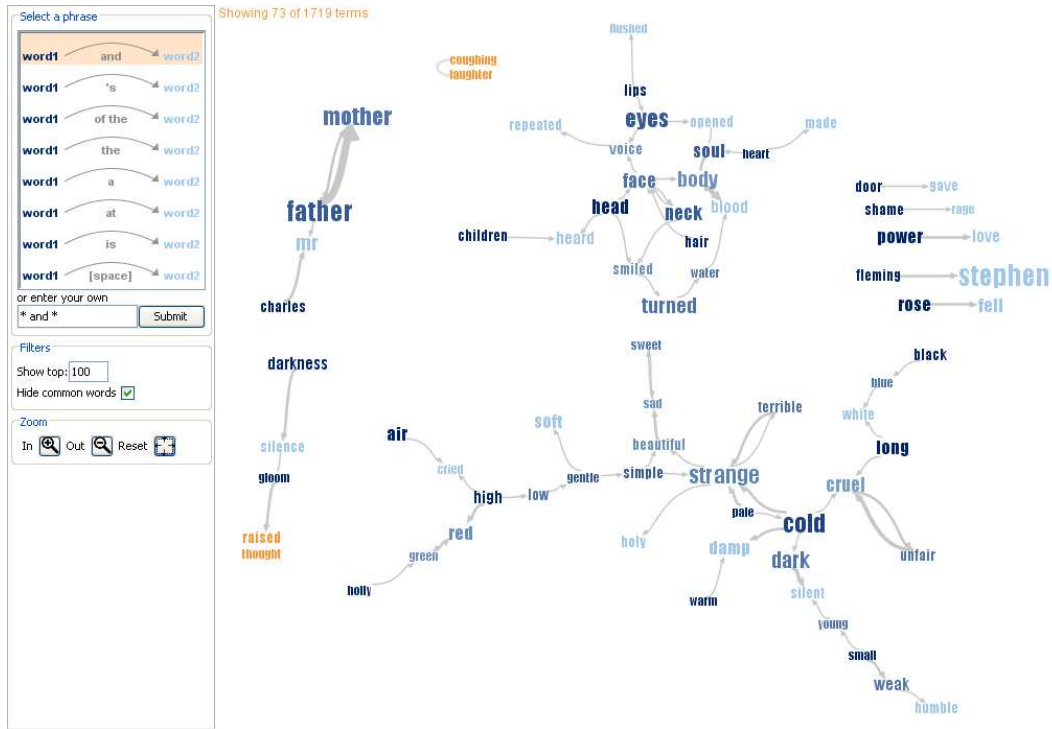 Select a phrase
word1 and word2
word1 's word2
word1 of the word2
word1 the word2
word1 a word2
word1 at word2
word1 is word2
word1 [space] word2
or enter your own
* and * Submit
Filters
Show top: 100
Hide common words
Zoom
In Out Reset
Showing 73 of 1719 terms
flushed
coughing
laughter
lips
mother
eyes
repeated
opened
made
voice
soul
heart
face
body
door
gave
father
head
neck
blood
shame
rage
mr
children
heard
hair
power
love
smiled
water
fleming
stephen
charles
turned
rose
fell
darkness
sweet
black
blue
sad
terrible
white
air
soft
silence
beautiful
long
gloom
cried
gentle
simple
strange
high
low
cruel
pale
cold
raised
thought
red
holy
damp
unfair
green
dark
holly
warm
silent
young
small
weak
humble